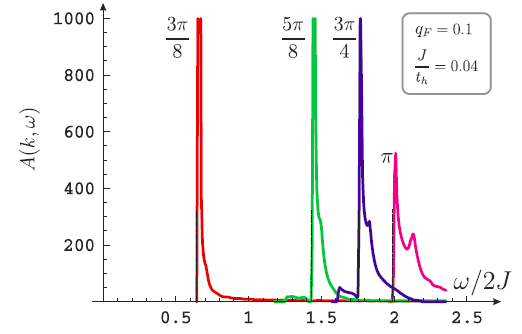 1000
800
600
400
200
A(k, ω)
3π/8
5π/8
3π/4
π
q_F = 0.1
J/t_h = 0.04
0.5 1 1.5 2 2.5
ω/2J